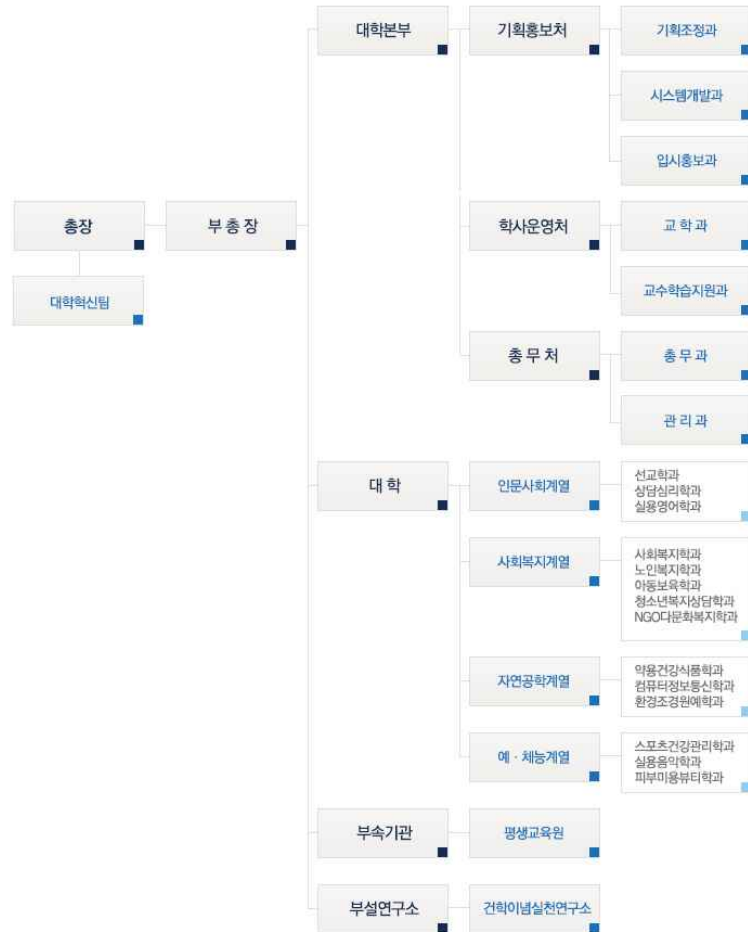 대학본부
기획홍보처
기획조정과
시스템개발과
입시홍보과
총장
부 총 장
대학혁신팀
학사운영처
교 학 과
교수학습지원과
총 무 처
총 무 과
관 리 과
대 학
인문사회계열
선교학과
상담심리학과
실용영어학과
사회복지계열
사회복지학과
노인복지학과
아동보육학과
청소년복지상담학과
NGO다문화복지학과
자연공학계열
약용건강식품학과
컴퓨터정보통신학과
환경조경원예학과
예 · 체능계열
스포츠건강관리학과
실용음악학과
피부미용뷰티학과
부속기관
평생교육원
부설연구소
건학이념실천연구소